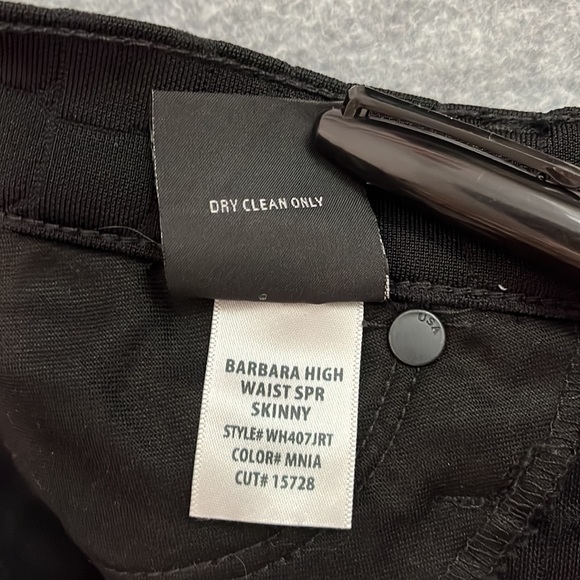 DRY CLEAN ONLY
USA
BARBARA HIGH
WAIST SPR
SKINNY
STYLE# WH407JRT
COLOR# MNIA
CUT# 15728